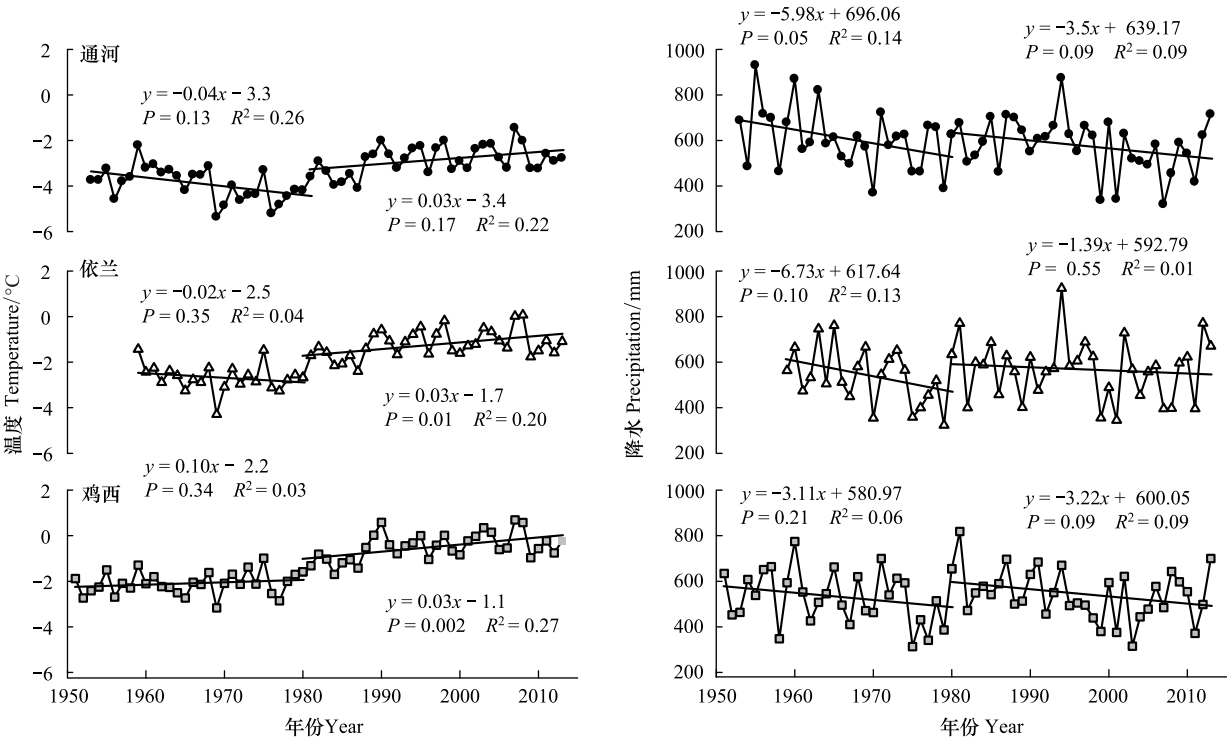 y = −0.04x − 3.3
P = 0.13 R² = 0.26
y = 0.03x − 3.4
P = 0.17 R² = 0.22
通河
2
0
−2
−4
−6
y = −0.02x − 2.5
P = 0.35 R² = 0.04
y = 0.03x − 1.7
P = 0.01 R² = 0.20
依兰
2
0
−2
−4
−6
y = 0.10x − 2.2
P = 0.34 R² = 0.03
y = 0.03x − 1.1
P = 0.002 R² = 0.27
鸡西
2
0
−2
−4
−6
温度 Temperature/°C
1950 1960 1970 1980 1990 2000 2010
年份Year
y = −5.98x + 696.06
P = 0.05 R² = 0.14
y = −3.5x + 639.17
P = 0.09 R² = 0.09
1000
800
600
400
200
y = −6.73x + 617.64
P = 0.10 R² = 0.13
y = −1.39x + 592.79
P = 0.55 R² = 0.01
1000
800
600
400
200
y = −3.11x + 580.97
P = 0.21 R² = 0.06
y = −3.22x + 600.05
P = 0.09 R² = 0.09
1000
800
600
400
200
降水 Precipitation/mm
1950 1960 1970 1980 1990 2000 2010
年份 Year